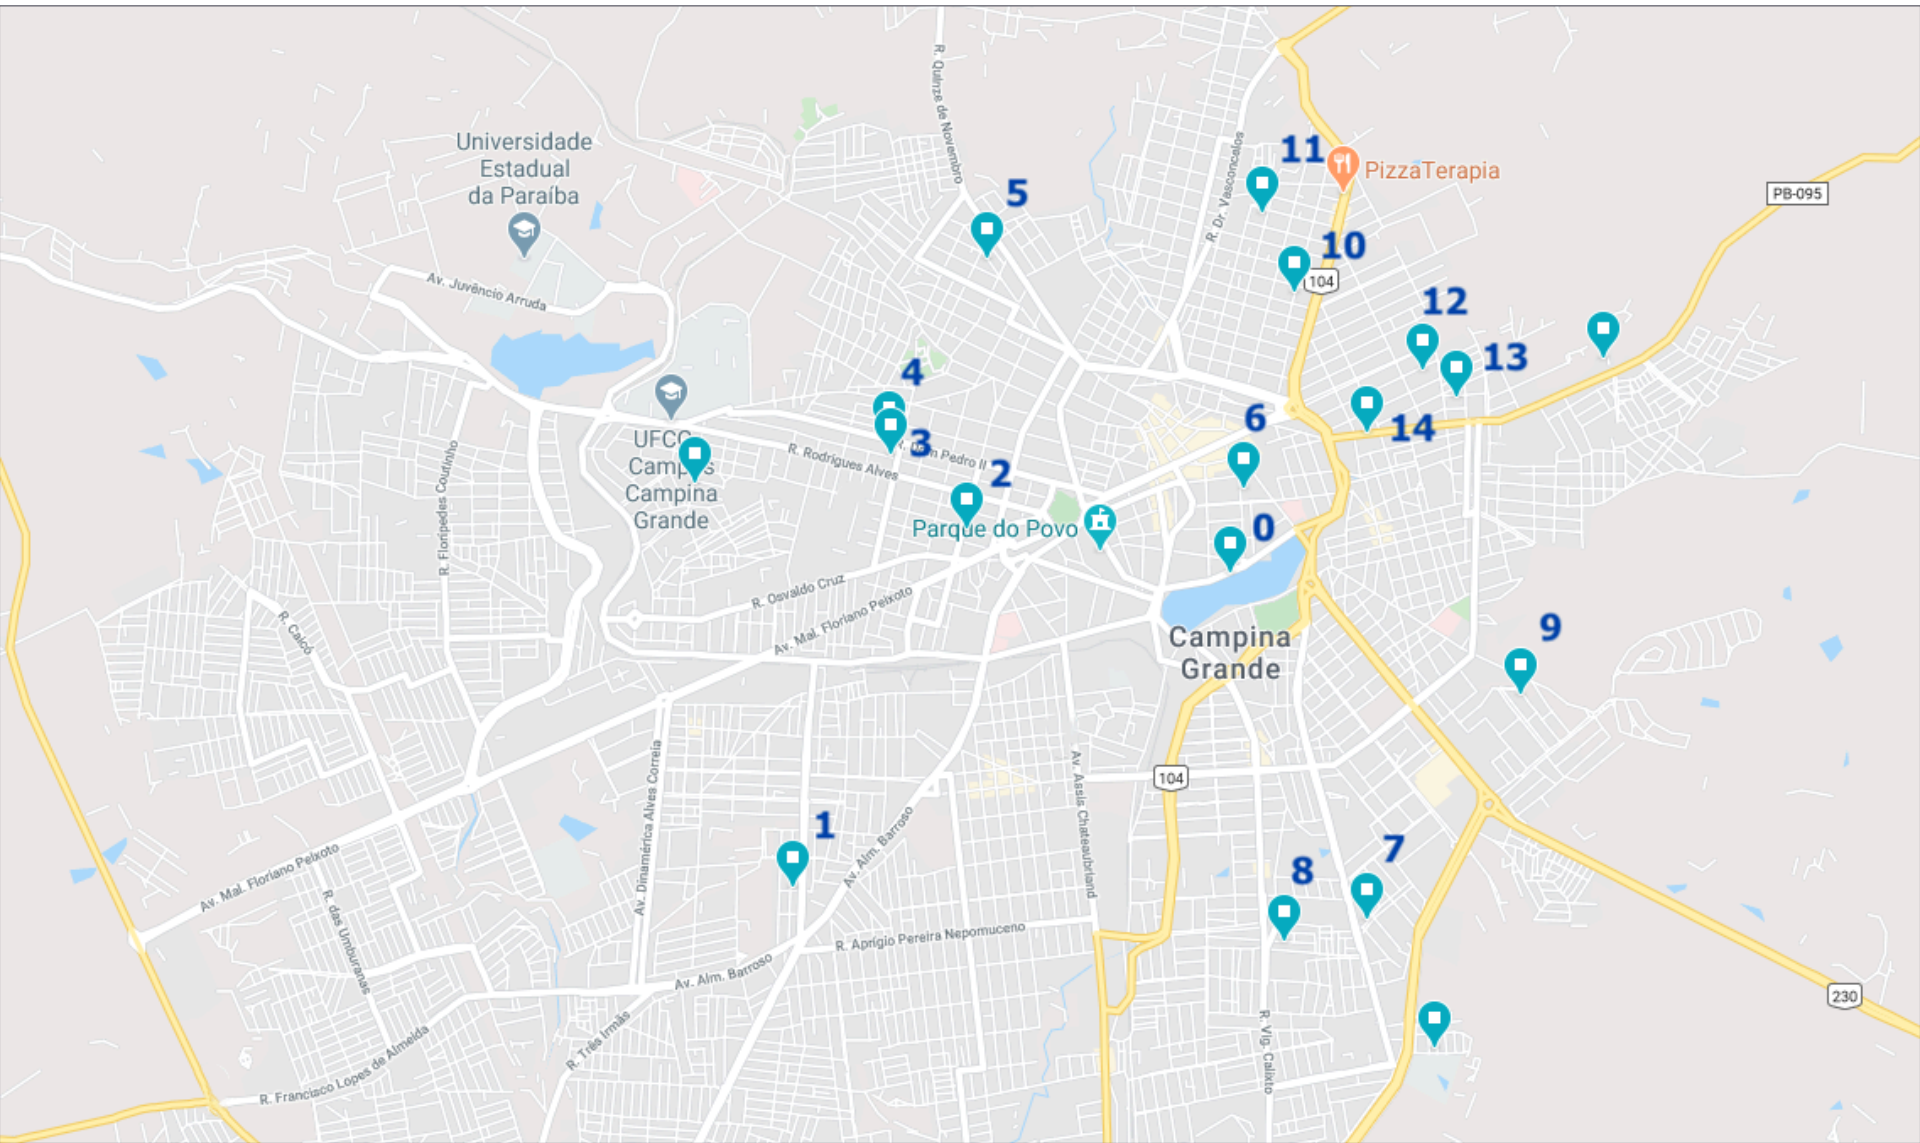 R. Quinze de Novembro
Universidade
Estadual
da Paraíba
R. Dr. Vasconcelos
11
PizzaTerapia
5
PB-095
10
104
Av. Juvêncio Arruda
12
13
4
6
14
UFCG
Campus
Campina
Grande
3
R. Dom Pedro II
R. Rodrigues Alves
2
R. Floripedes Coutinho
Parque do Povo
0
R. Osvaldo Cruz
Av. Mal. Floriano Peixoto
R. Caicó
Campina
Grande
9
104
Av. Dinamérica Alves Correia
Av. Assis Chateaubriand
1
Av. Alm. Barroso
7
8
Av. Mal. Floriano Peixoto
R. das Umburanas
R. Aprígio Pereira Nepomuceno
Av. Alm. Barroso
230
R. Três Irmãs
R. Vig. Calixto
R. Francisco Lopes de Almeida